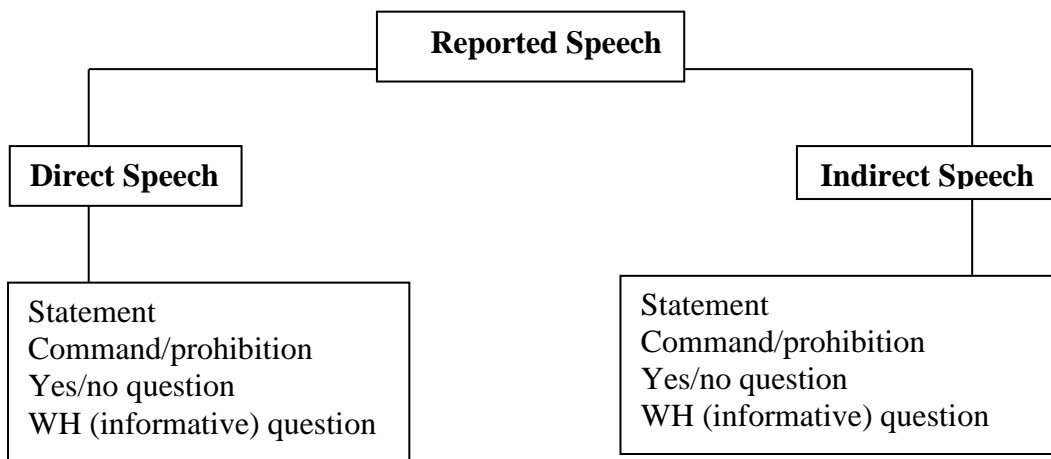 Reported Speech
Direct Speech
Indirect Speech
Statement
Command/prohibition
Yes/no question
WH (informative) question
Statement
Command/prohibition
Yes/no question
WH (informative) question